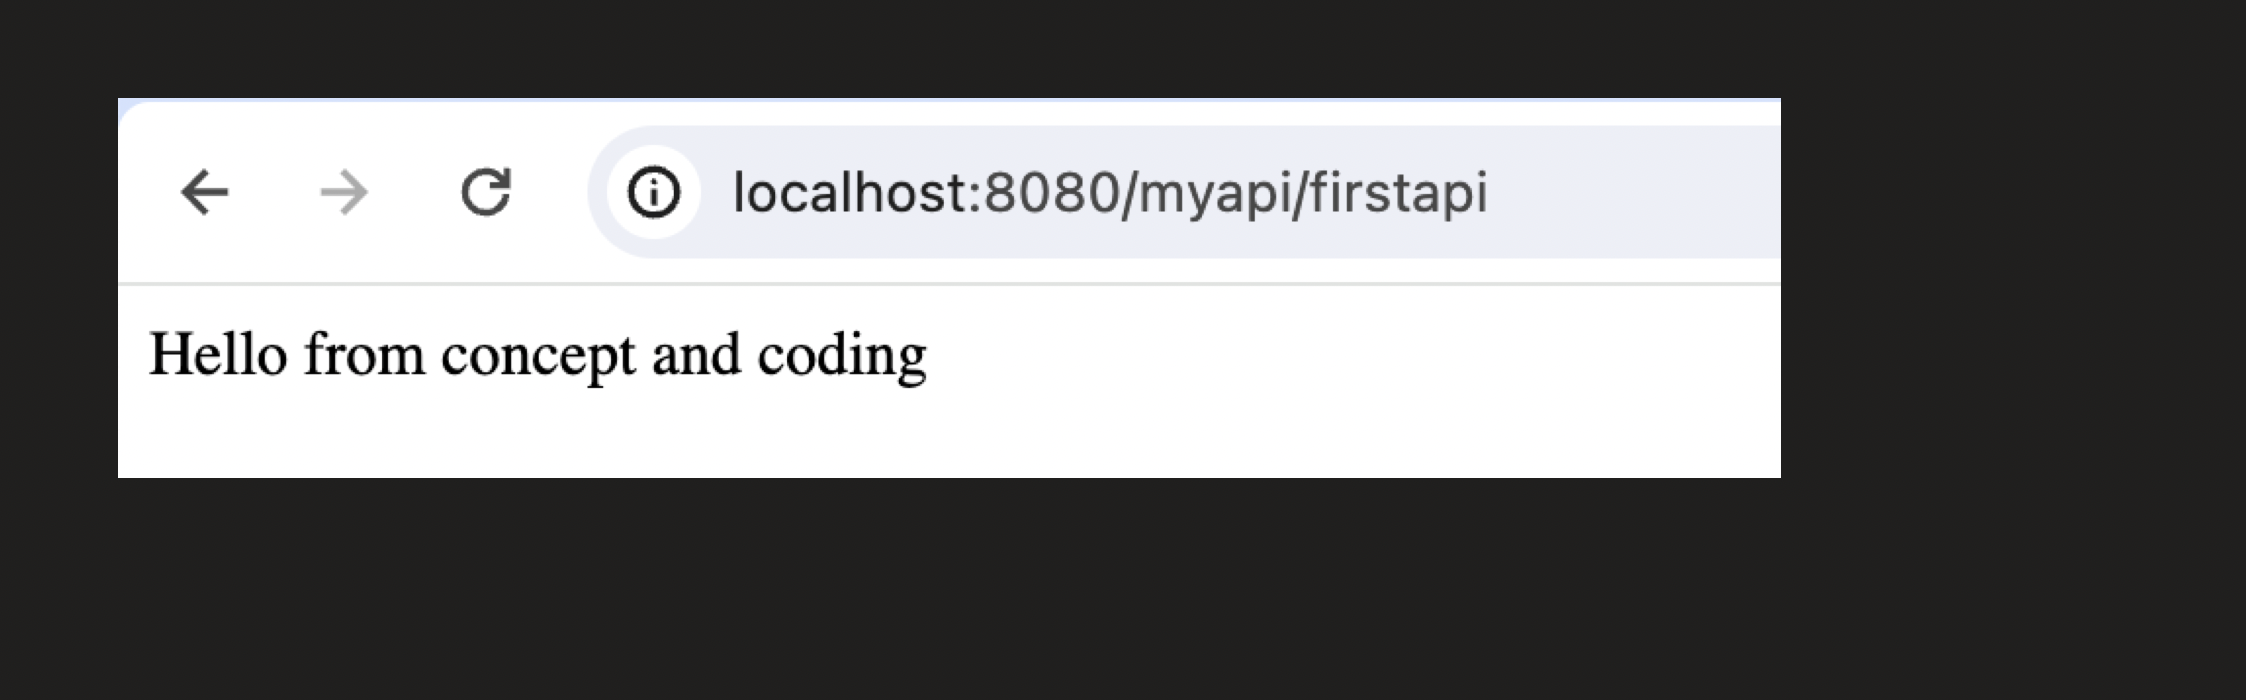 localhost:8080/myapi/firstapi
Hello from concept and coding